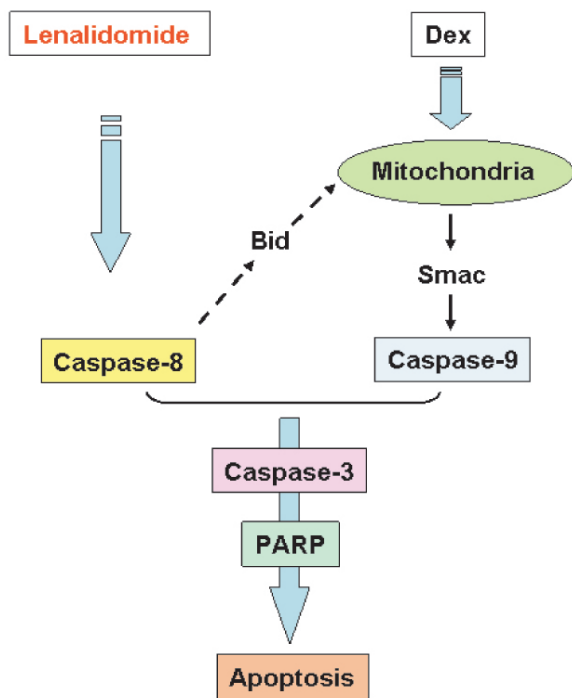 Lenalidomide
Dex
Mitochondria
Bid
Smac
Caspase-8
Caspase-9
Caspase-3
PARP
Apoptosis